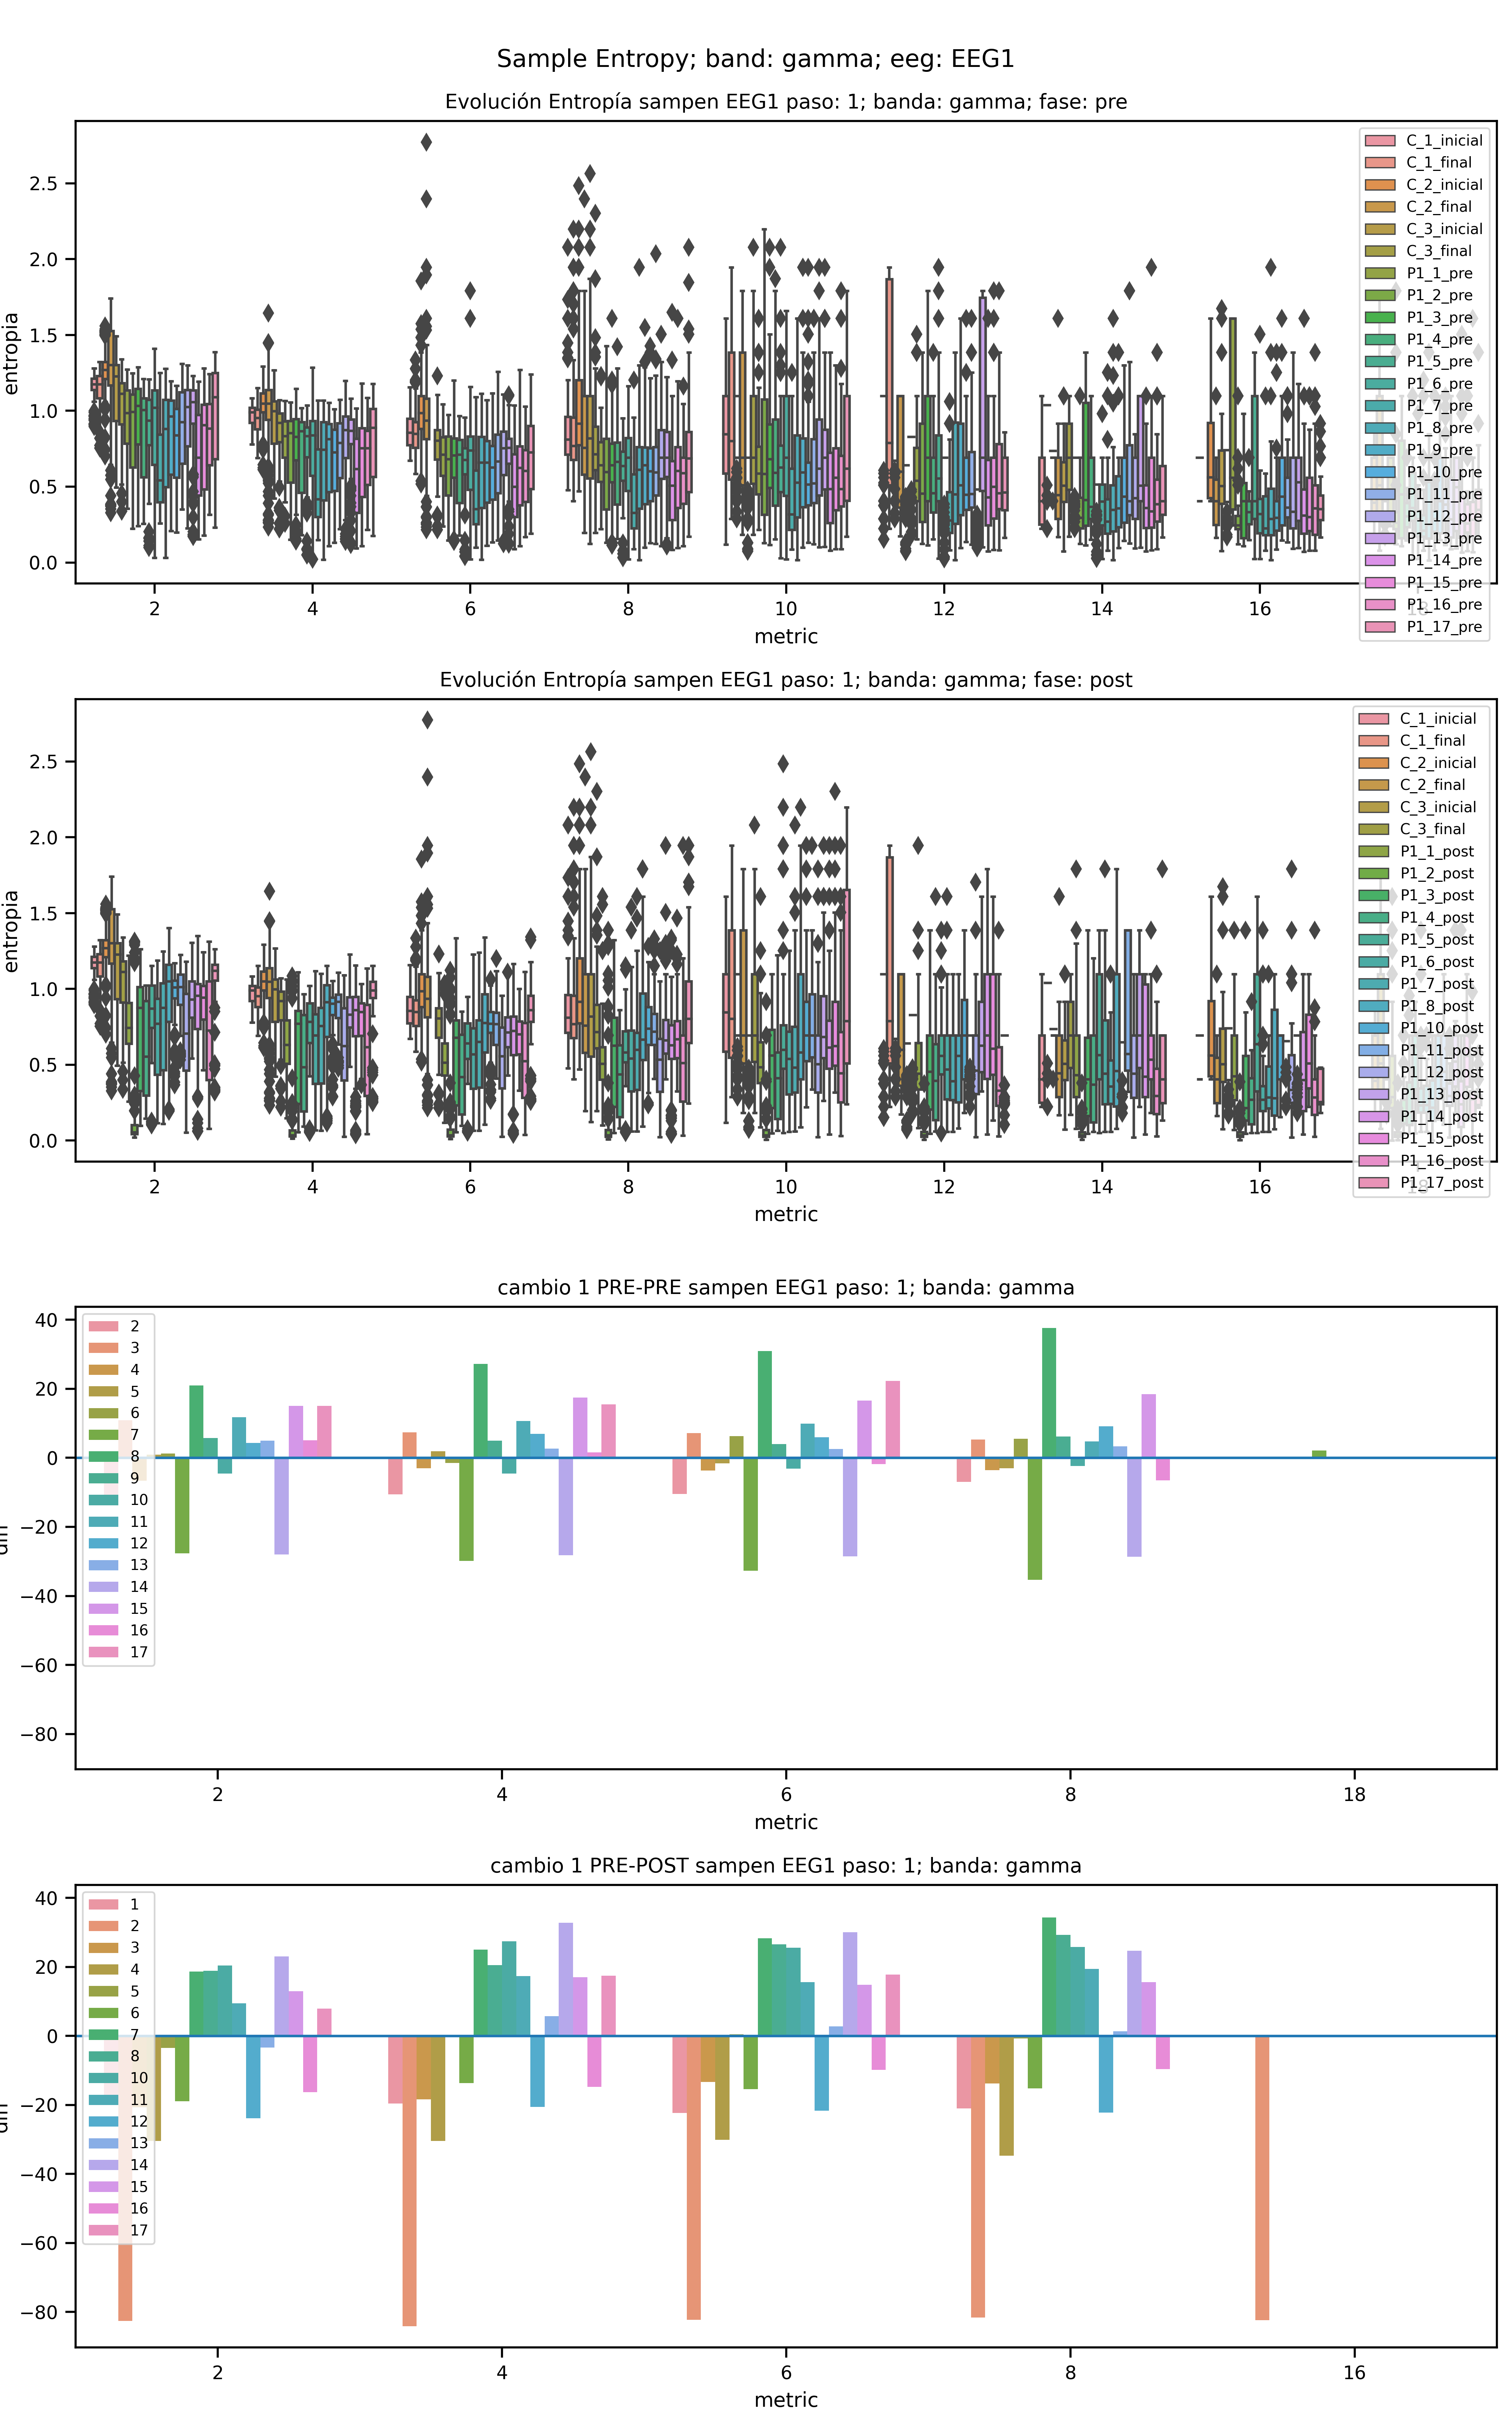 Sample Entropy; band: gamma; eeg: EEG1
Evolución Entropía sampen EEG1 paso: 1; banda: gamma; fase: pre
entropia
2.5
2.0
1.5
1.0
0.5
0.0
C_1_inicial
C_1_final
C_2_inicial
C_2_final
C_3_inicial
C_3_final
P1_1_pre
P1_2_pre
P1_3_pre
P1_4_pre
P1_5_pre
P1_6_pre
P1_7_pre
P1_8_pre
P1_9_pre
P1_10_pre
P1_11_pre
P1_12_pre
P1_13_pre
P1_14_pre
P1_15_pre
P1_16_pre
P1_17_pre
2 4 6 8 10 12 14 16 18
metric
Evolución Entropía sampen EEG1 paso: 1; banda: gamma; fase: post
entropia
2.5
2.0
1.5
1.0
0.5
0.0
C_1_inicial
C_1_final
C_2_inicial
C_2_final
C_3_inicial
C_3_final
P1_1_post
P1_2_post
P1_3_post
P1_4_post
P1_5_post
P1_6_post
P1_7_post
P1_8_post
P1_10_post
P1_11_post
P1_12_post
P1_13_post
P1_14_post
P1_15_post
P1_16_post
P1_17_post
2 4 6 8 10 12 14 16 18
metric
cambio 1 PRE-PRE sampen EEG1 paso: 1; banda: gamma
40
20
0
−20
−40
−60
−80
2
3
4
5
6
7
8
9
10
11
12
13
14
15
16
17
2 4 6 8 18
metric
cambio 1 PRE-POST sampen EEG1 paso: 1; banda: gamma
40
20
0
−20
−40
−60
−80
1
2
3
4
5
6
7
8
10
11
12
13
14
15
16
17
2 4 6 8 16
metric